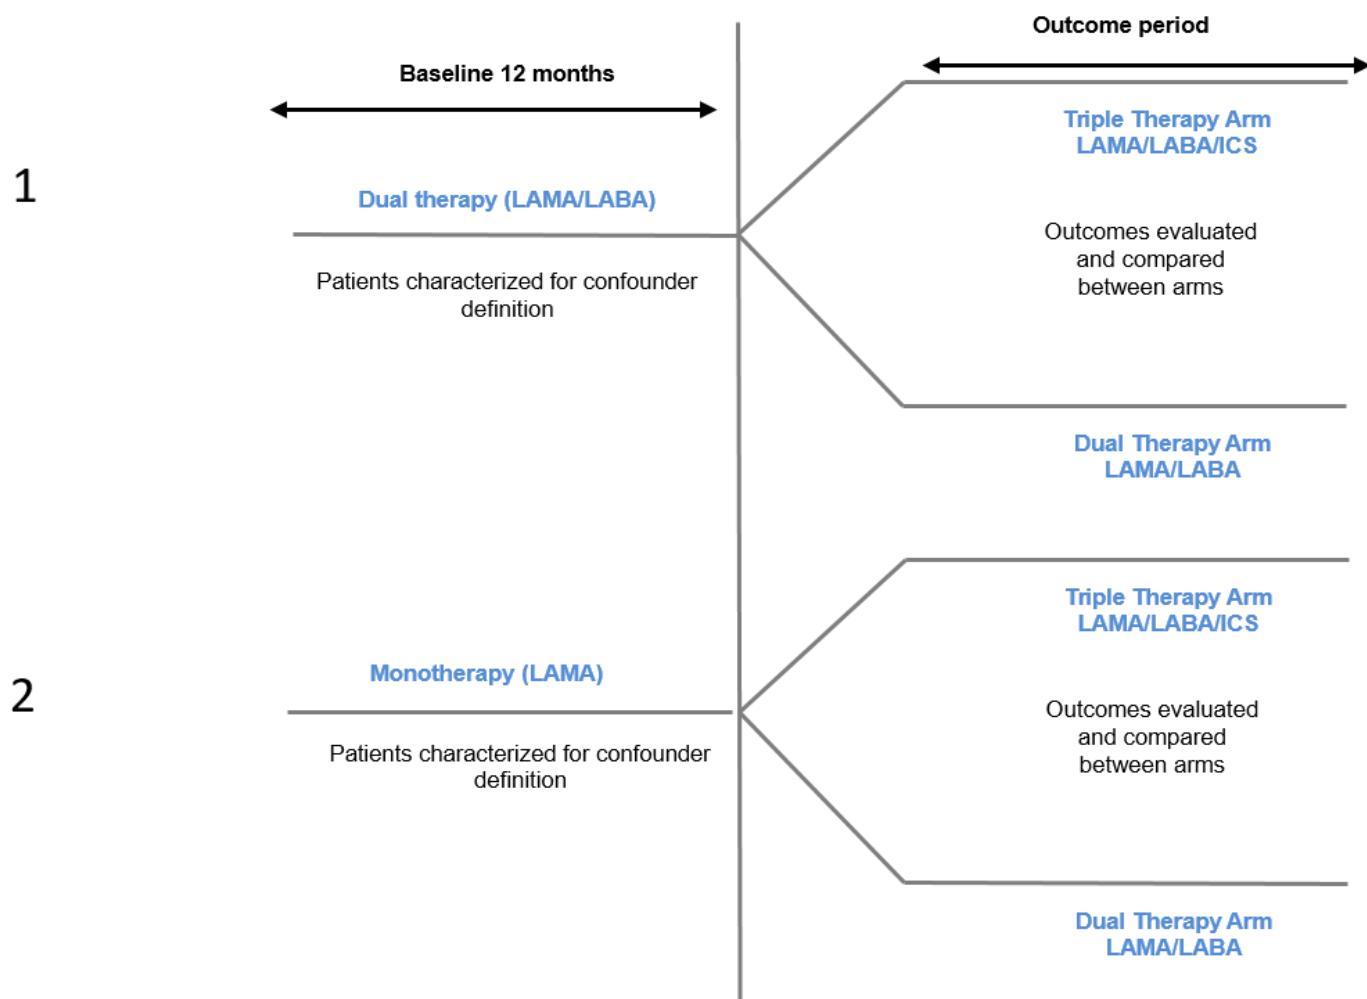 Outcome period
Baseline 12 months
1
Dual therapy (LAMA/LABA)
Patients characterized for confounder
definition
Triple Therapy Arm
LAMA/LABA/ICS
Outcomes evaluated
and compared
between arms
Dual Therapy Arm
LAMA/LABA
2
Monotherapy (LAMA)
Patients characterized for confounder
definition
Triple Therapy Arm
LAMA/LABA/ICS
Outcomes evaluated
and compared
between arms
Dual Therapy Arm
LAMA/LABA